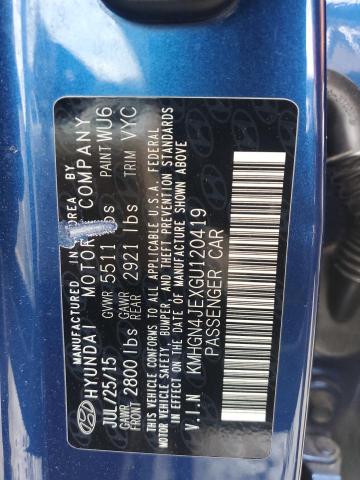 MANUFACTURED IN KOREA BY
HYUNDAI MOTOR COMPANY
JUL/25/15 GVWR 5511 lbs PAINT WU6
GAWR FRONT 2800 lbs GAWR REAR 2921 lbs TRIM VYC
THIS VEHICLE CONFORMS TO ALL APPLICABLE U.S.A. FEDERAL
MOTOR VEHICLE SAFETY, BUMPER, AND THEFT PREVENTION STANDARDS
IN EFFECT ON THE DATE OF MANUFACTURE SHOWN ABOVE.
V.I.N KMHGN4JEXGU120419
PASSENGER CAR